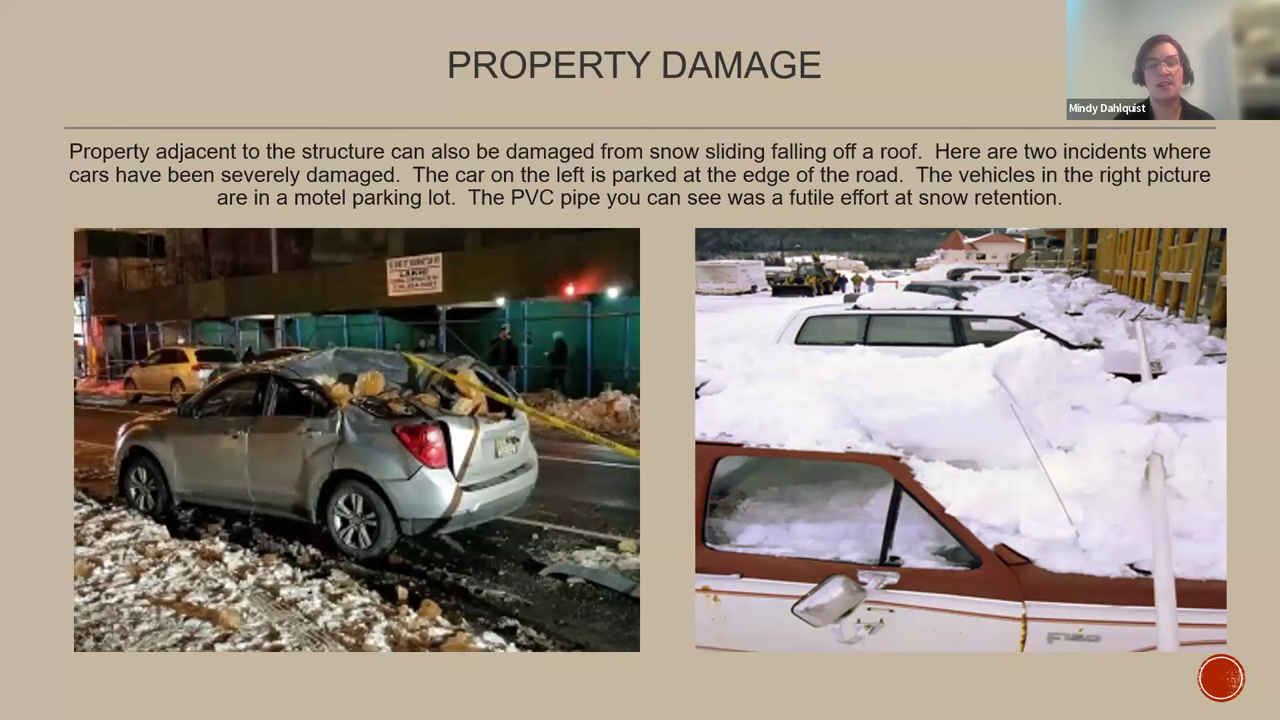 PROPERTY DAMAGE
Mindy Dahlquist
Property adjacent to the structure can also be damaged from snow sliding falling off a roof.  Here are two incidents where
cars have been severely damaged.  The car on the left is parked at the edge of the road.  The vehicles in the right picture
are in a motel parking lot.  The PVC pipe you can see was a futile effort at snow retention.
F150